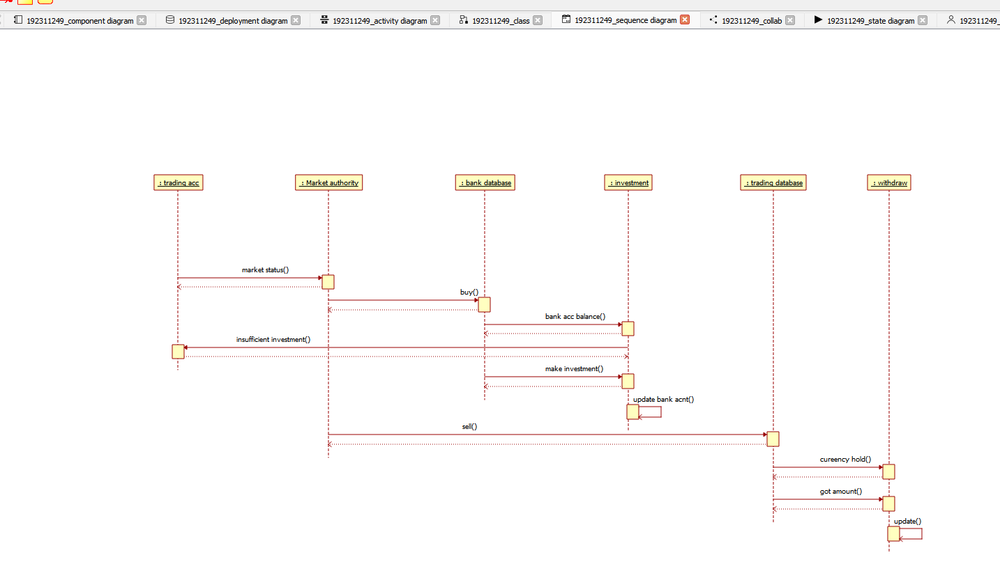 192311249_component diagram
192311249_deployment diagram
192311249_activity diagram
192311249_class
192311249_sequence diagram
192311249_collab
192311249_state diagram
192311249_
: trading acc
: Market authority
: bank database
: investment
: trading database
: withdraw
market status()
buy()
bank acc balance()
insufficient investment()
make investment()
update bank acnt()
sell()
cureency hold()
got amount()
update()